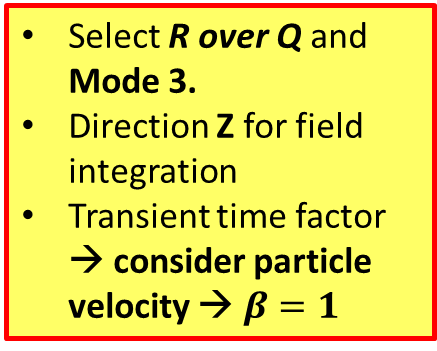 • Select R over Q and
Mode 3.
• Direction Z for field
integration
• Transient time factor
→ consider particle
velocity → β = 1